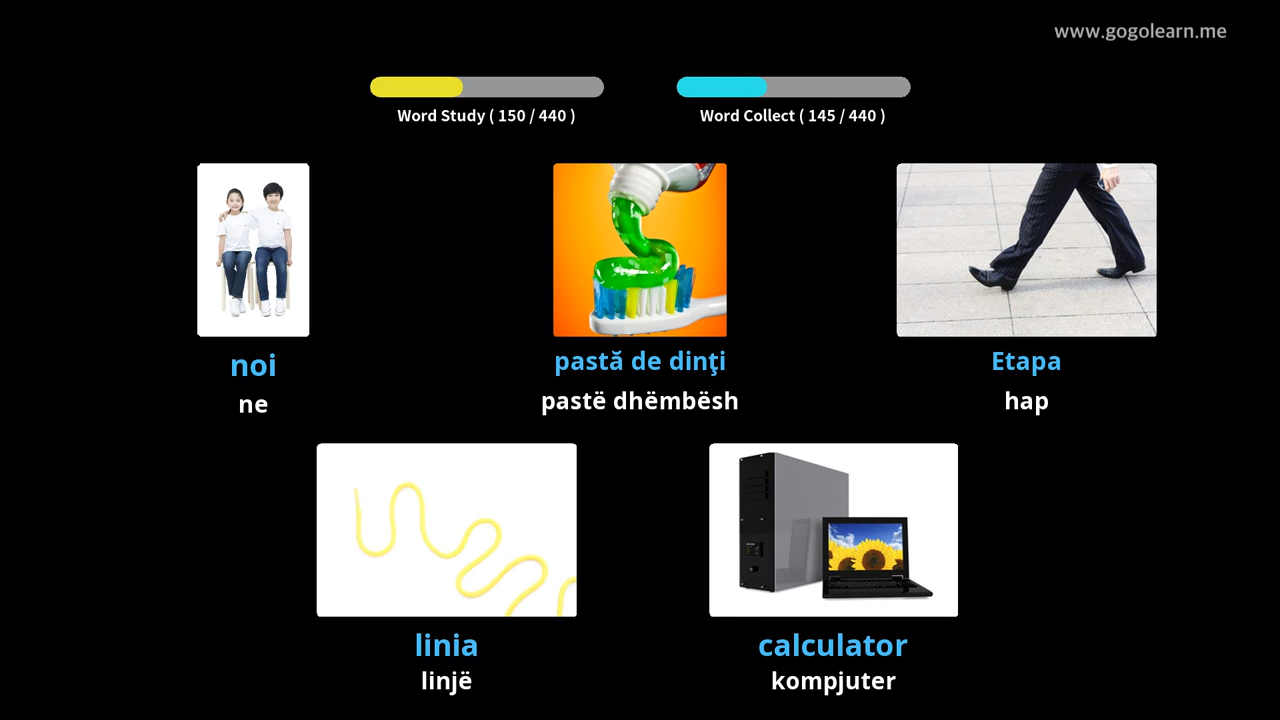 www.gogolearn.me
Word Study ( 150 / 440 )
Word Collect ( 145 / 440 )
noi
ne
pastă de dinţi
pastë dhëmbësh
Etapa
hap
linia
linjë
calculator
kompjuter